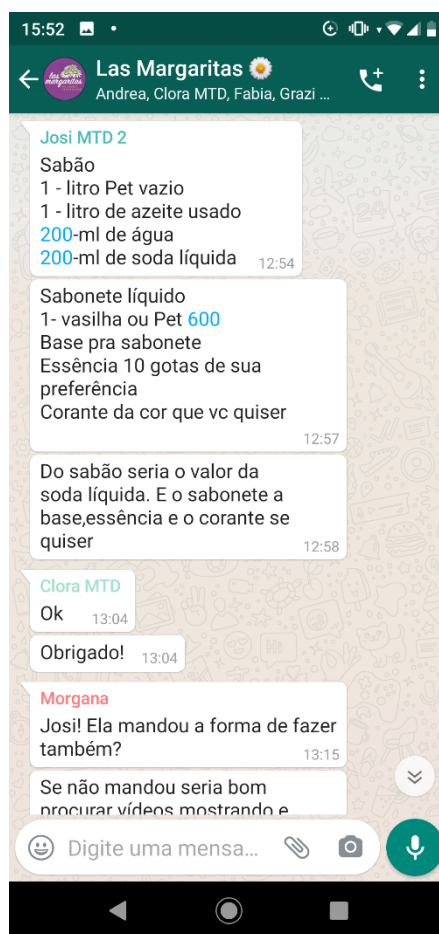 15:52
Las Margaritas
Andrea, Clora MTD, Fabia, Grazi ...
Josi MTD 2
Sabão
1 - litro Pet vazio
1 - litro de azeite usado
200-ml de água
200-ml de soda líquida 12:54
Sabonete líquido
1- vasilha ou Pet 600
Base pra sabonete
Essência 10 gotas de sua
preferência
Corante da cor que vc quiser
12:57
Do sabão seria o valor da
soda líquida. E o sabonete a
base,essência e o corante se
quiser 12:58
Clora MTD
Ok 13:04
Obrigado! 13:04
Morgana
Josi! Ela mandou a forma de fazer
também? 13:15
Se não mandou seria bom
procurar vídeos mostrando e
Digite uma mensa...